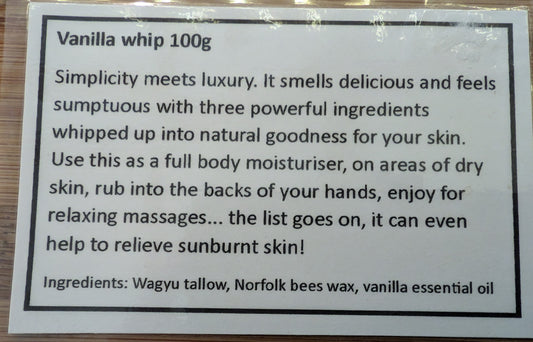 Vanilla whip 100g
Simplicity meets luxury. It smells delicious and feels
sumptuous with three powerful ingredients
whipped up into natural goodness for your skin.
Use this as a full body moisturiser, on areas of dry
skin, rub into the backs of your hands, enjoy for
relaxing massages... the list goes on, it can even
help to relieve sunburnt skin!
Ingredients: Wagyu tallow, Norfolk bees wax, vanilla essential oil